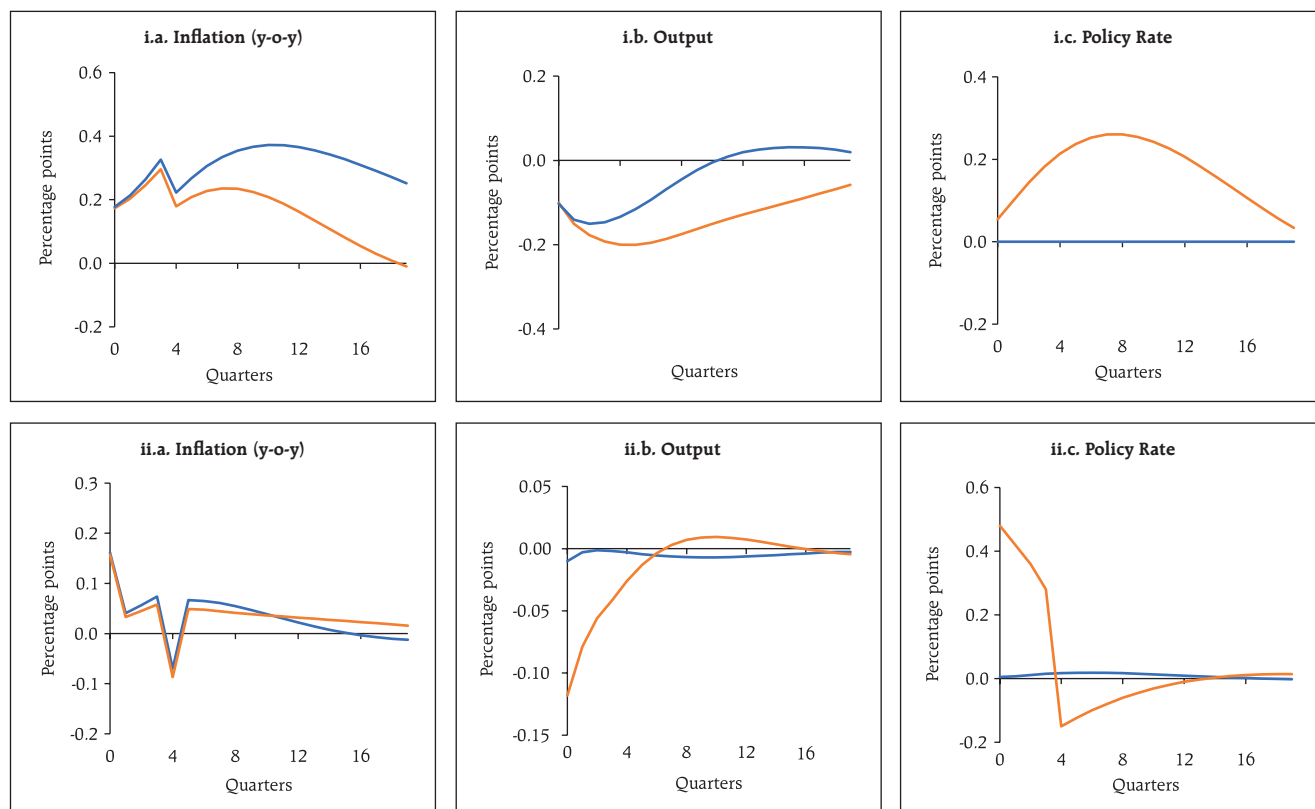 i.a. Inflation (y-o-y)
Percentage points
0.6
0.4
0.2
0.0
-0.2
0 4 8 12 16
Quarters
i.b. Output
Percentage points
0.2
0.0
-0.2
-0.4
Quarters
i.c. Policy Rate
Percentage points
0.4
0.2
0.0
-0.2
0 4 8 12 16
Quarters
ii.a. Inflation (y-o-y)
Percentage points
0.3
0.2
0.1
0.0
-0.1
-0.2
0 4 8 12 16
Quarters
ii.b. Output
Percentage points
0.05
0.00
-0.05
-0.10
-0.15
0 4 8 12 16
Quarters
ii.c. Policy Rate
Percentage points
0.6
0.4
0.2
0.0
-0.2
0 4 8 12 16
Quarters